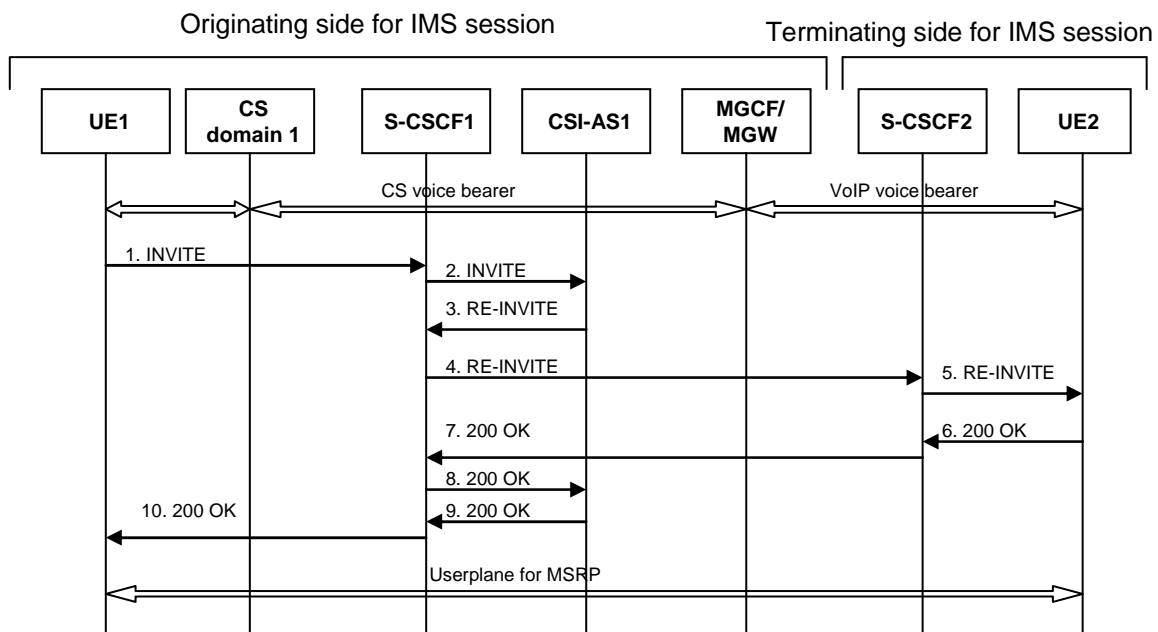 Originating side for IMS session
Terminating side for IMS session
UE1
CS
domain 1
S-CSCF1
CSI-AS1
MGCF/
MGW
S-CSCF2
UE2
CS voice bearer
VoIP voice bearer
1. INVITE
2. INVITE
3. RE-INVITE
4. RE-INVITE
5. RE-INVITE
6. 200 OK
7. 200 OK
8. 200 OK
9. 200 OK
10. 200 OK
Userplane for MSRP